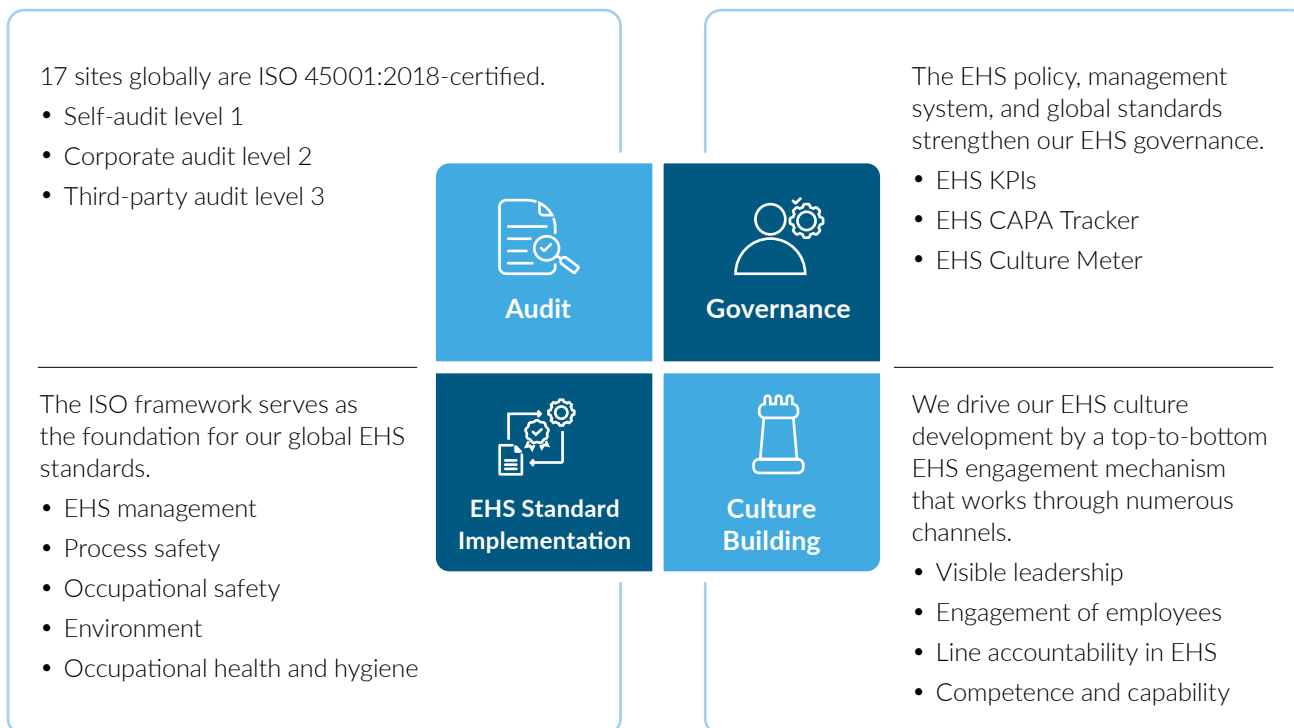 17 sites globally are ISO 45001:2018-certified.
• Self-audit level 1
• Corporate audit level 2
• Third-party audit level 3
Audit
The EHS policy, management
system, and global standards
strengthen our EHS governance.
• EHS KPIs
• EHS CAPA Tracker
• EHS Culture Meter
Governance
The ISO framework serves as
the foundation for our global EHS
standards.
• EHS management
• Process safety
• Occupational safety
• Environment
• Occupational health and hygiene
EHS Standard
Implementation
We drive our EHS culture
development by a top-to-bottom
EHS engagement mechanism
that works through numerous
channels.
• Visible leadership
• Engagement of employees
• Line accountability in EHS
• Competence and capability
Culture
Building